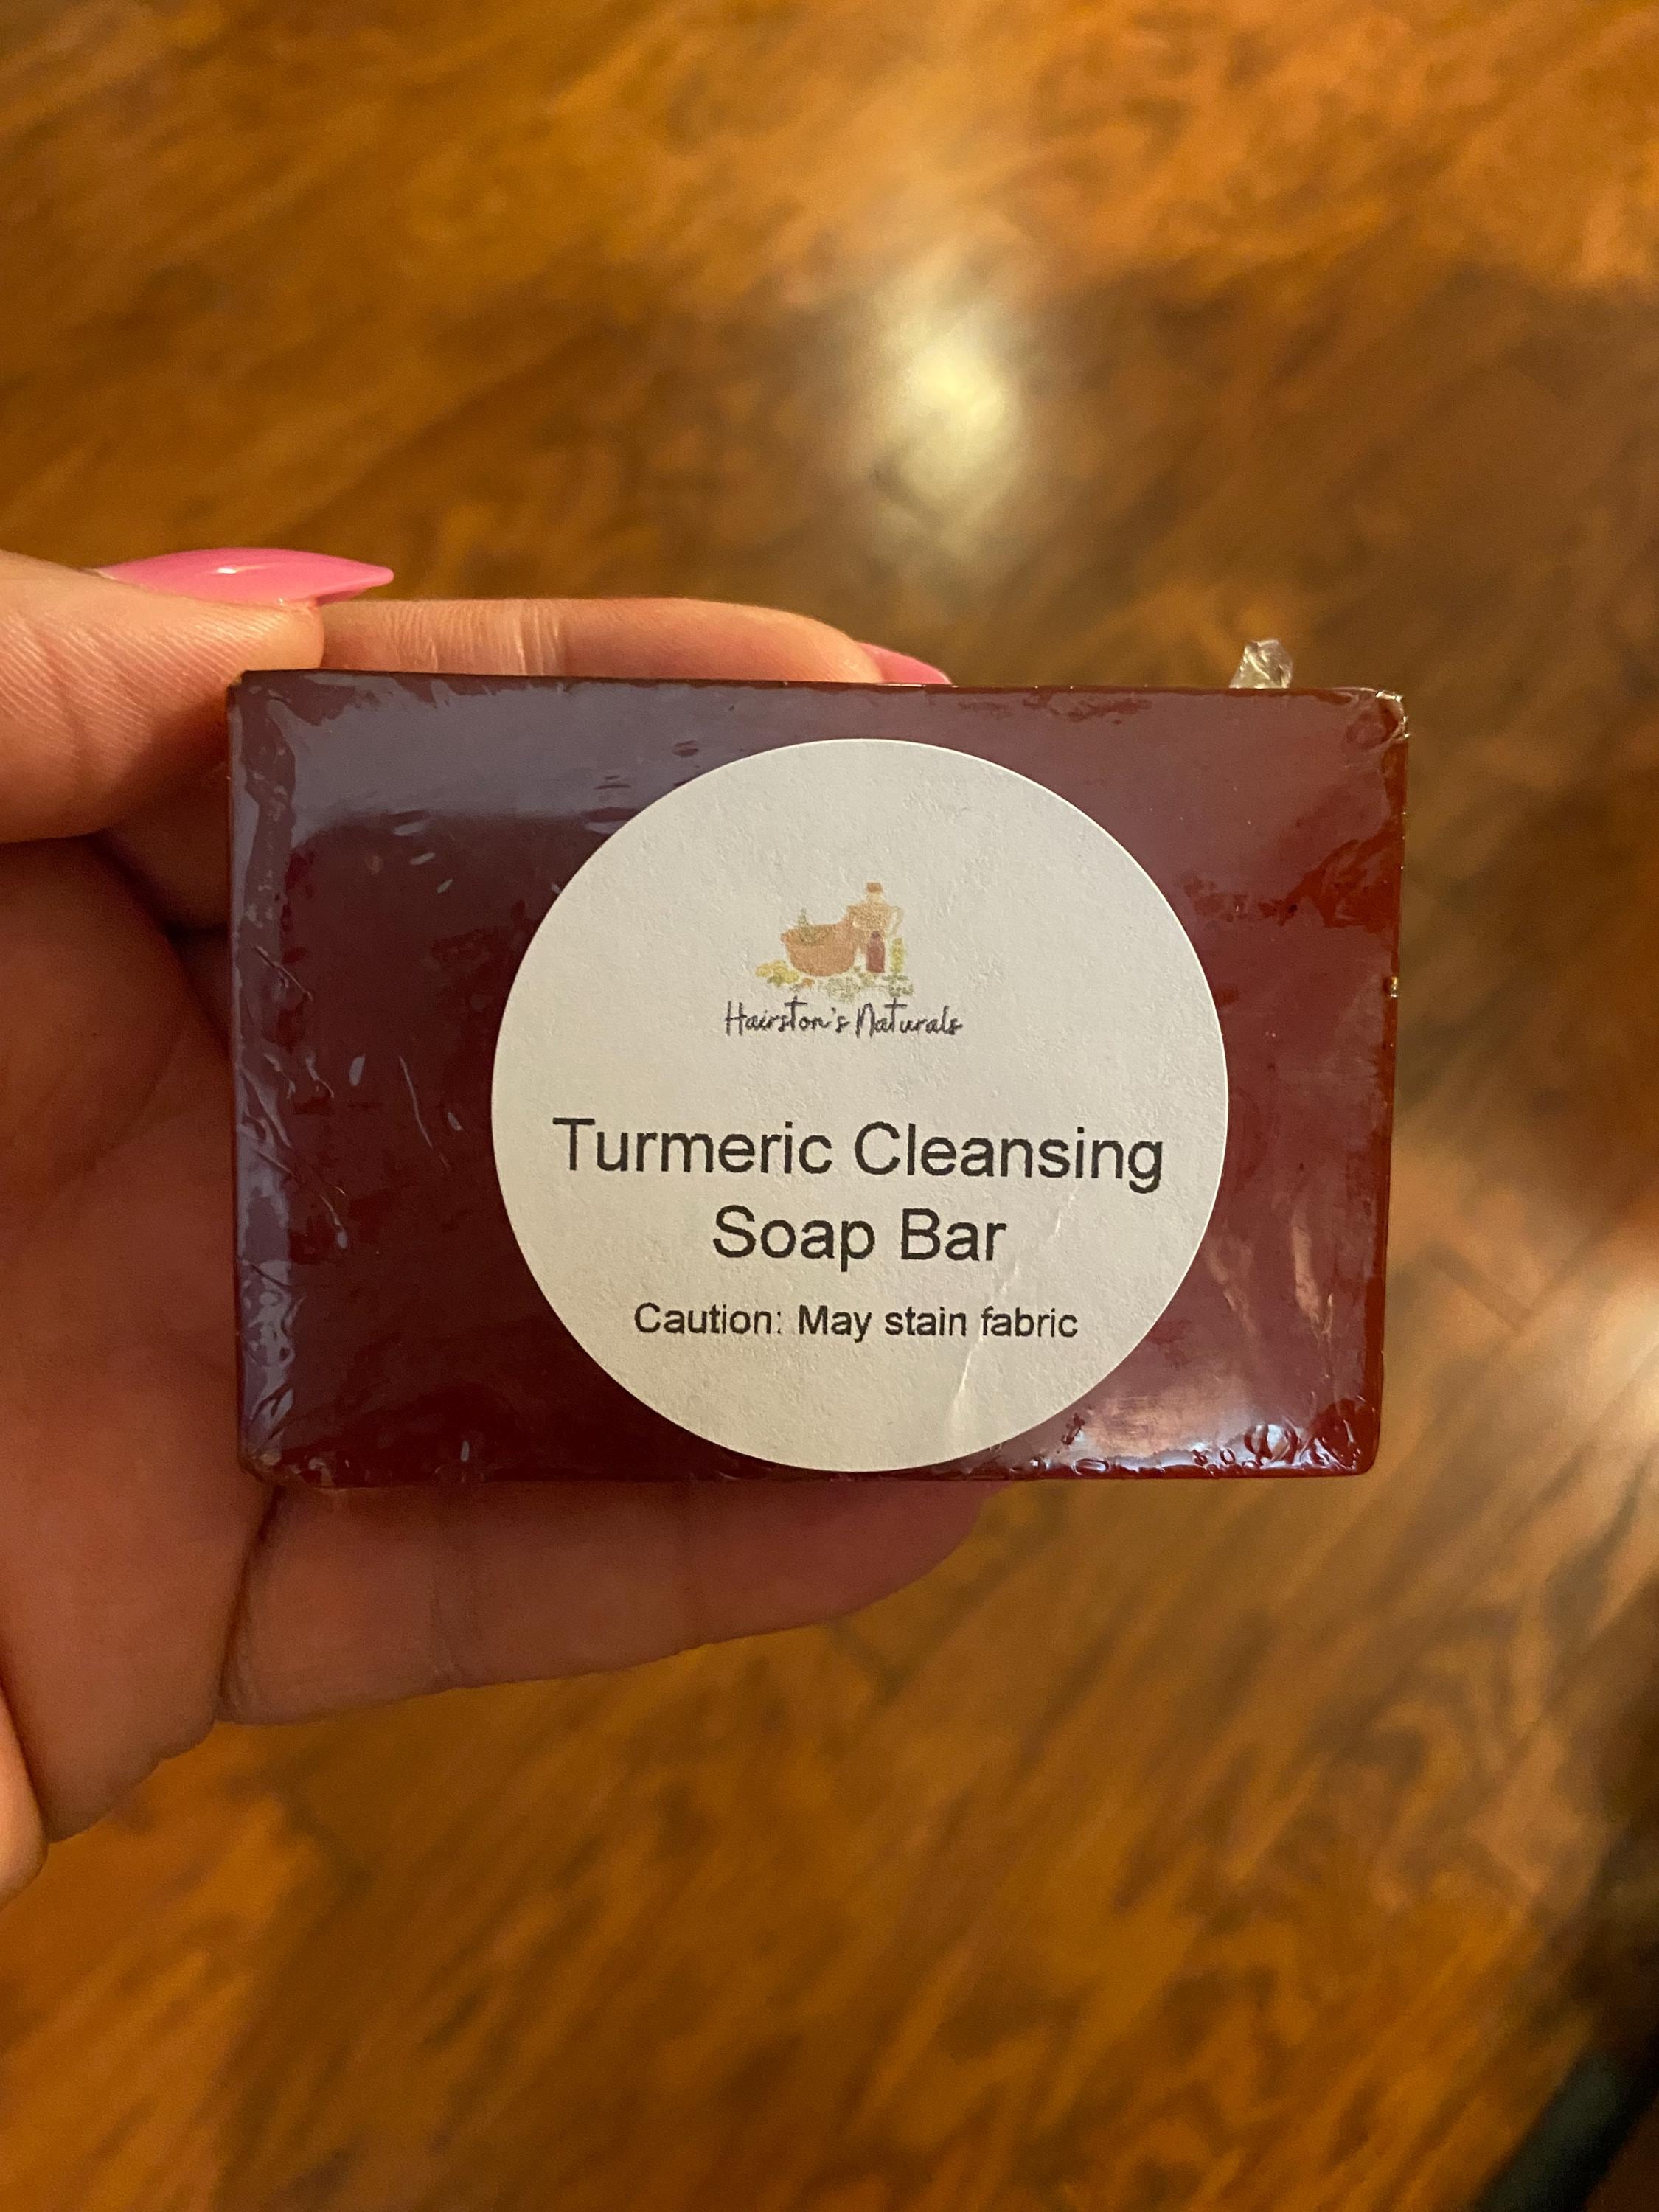 Hairston's Naturals
Turmeric Cleansing
Soap Bar
Caution: May stain fabric